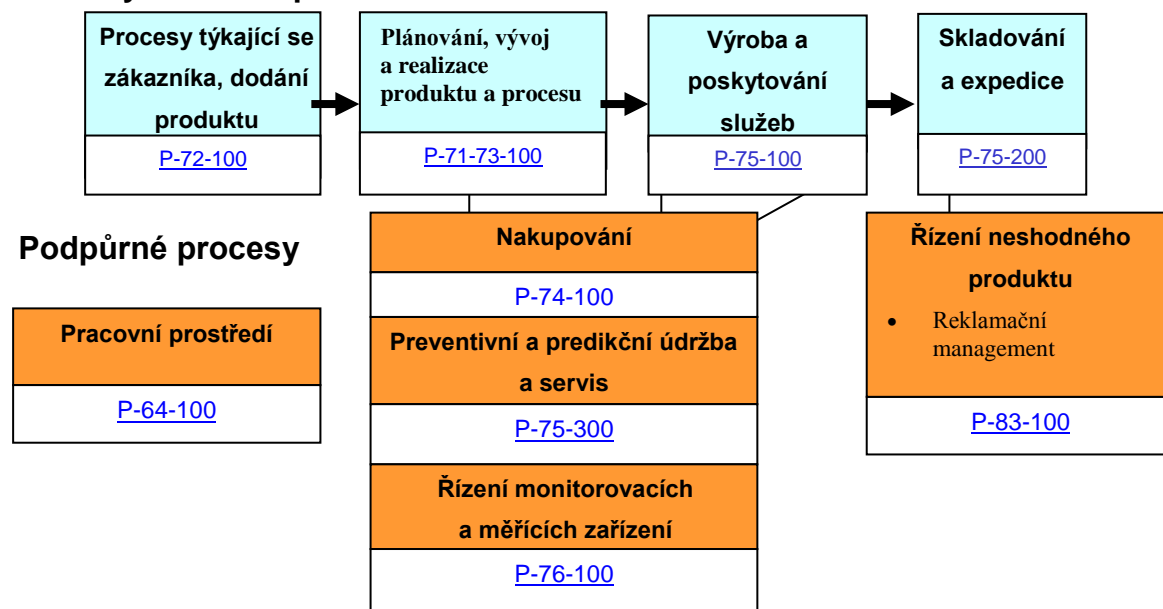 Procesy týkající se
zákazníka, dodání
produktu
P-72-100
Plánování, vývoj
a realizace
produktu a procesu
P-71-73-100
Výroba a
poskytování
služeb
P-75-100
Skladování
a expedice
P-75-200
Podpůrné procesy
Pracovní prostředí
P-64-100
Nakupování
P-74-100
Preventivní a predikční údržba
a servis
P-75-300
Řízení monitorovacích
a měřících zařízení
P-76-100
Řízení neshodného
produktu
• Reklamační
management
P-83-100